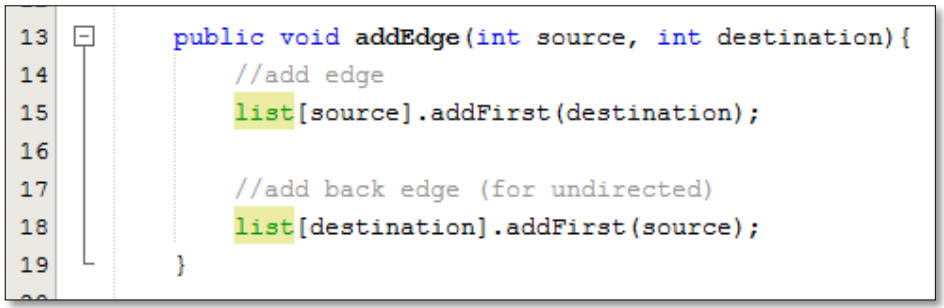 13 public void addEdge(int source, int destination){
14 //add edge
15 list[source].addFirst(destination);
16
17 //add back edge (for undirected)
18 list[destination].addFirst(source);
19 }